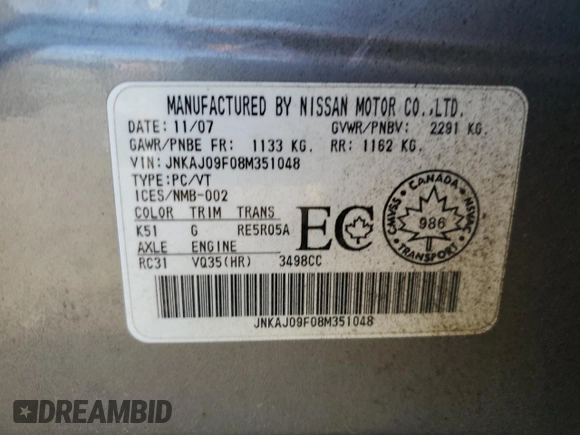 MANUFACTURED BY NISSAN MOTOR CO.,LTD.
DATE: 11/07 GVWR/PNBV: 2291 KG.
GAWR/PNBE FR: 1133 KG. RR: 1162 KG.
VIN: JNKAJ09F08M351048
TYPE:PC/VT
ICES/NMB-002
COLOR TRIM TRANS
K51 G RE5R05A
AXLE ENGINE
RC31 VQ35(HR) 3498CC
EC
CANADA
CMVSS
NSVAC
986
TRANSPORT
JNKAJ09F08M351048
DREAMBID